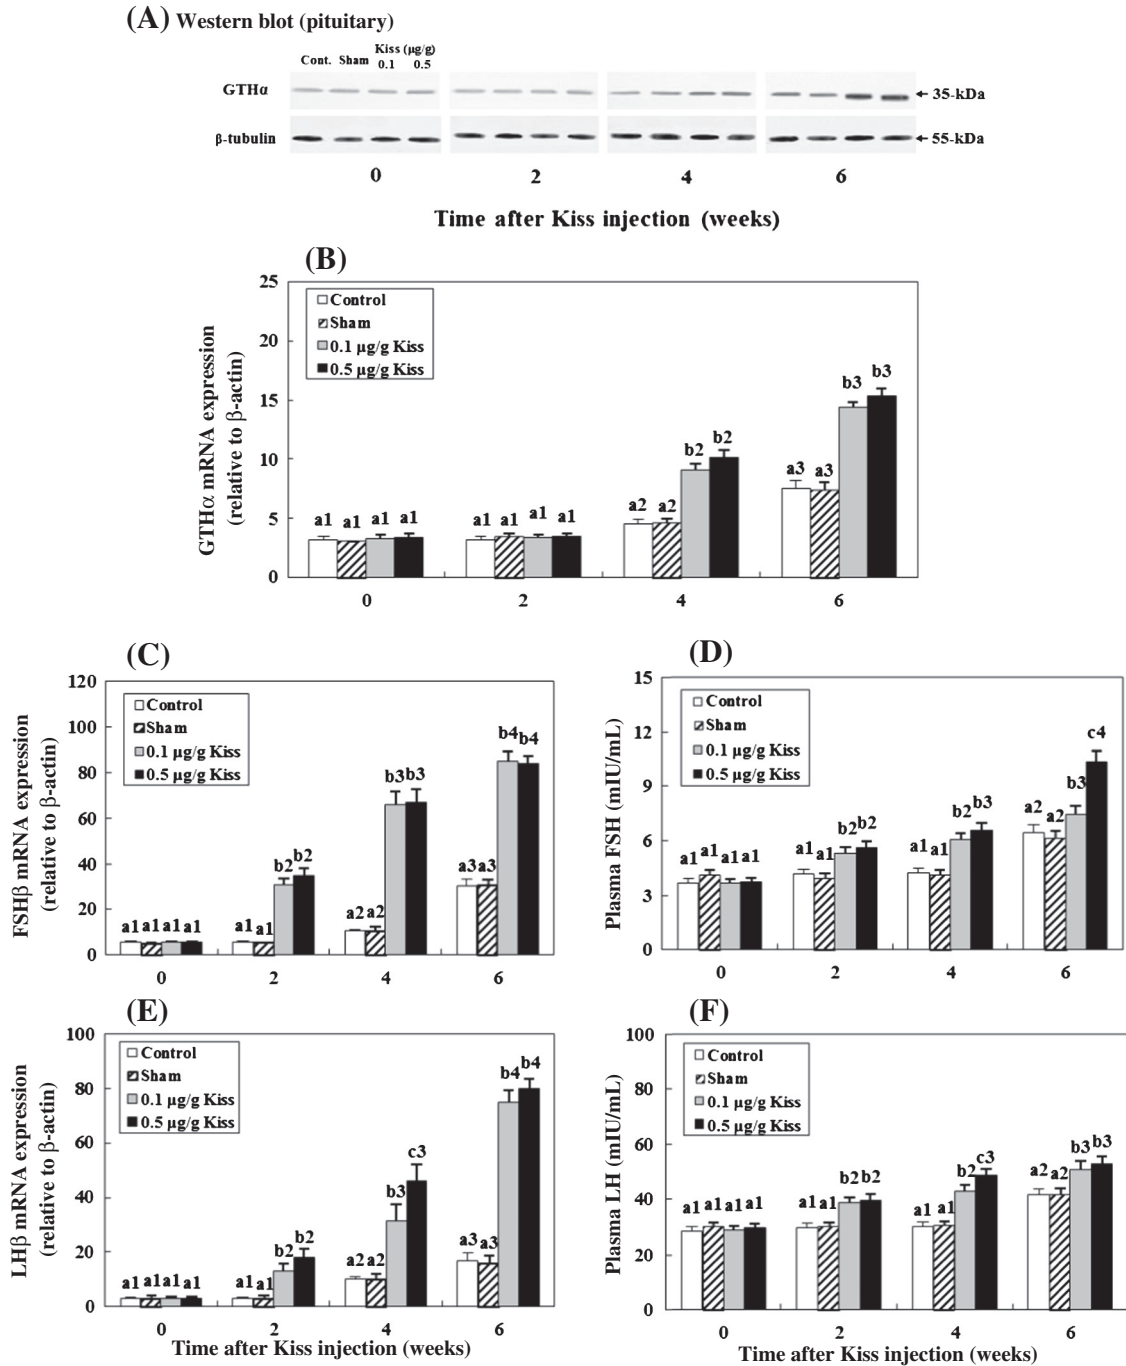 (A) Western blot (pituitary)
Cont. Sham Kiss (µg/g)
0.1 0.5
GTHα
35-kDa
β-tubulin
55-kDa
0 2 4 6
Time after Kiss injection (weeks)
(B)
GTHα mRNA expression
(relative to β-actin)
25
20
15
10
5
0
Control
Sham
0.1 µg/g Kiss
0.5 µg/g Kiss
a1 a1 a1 a1
a1 a1 a1 a1
a2 a2 b2 b2
a3 a3 b3 b3
0 2 4 6
(C)
FSHβ mRNA expression
(relative to β-actin)
120
100
80
60
40
20
0
Control
Sham
0.1 µg/g Kiss
0.5 µg/g Kiss
a1 a1 a1 a1
a1 a1 b2 b2
a2 a2 b3 b3
a3 a3 b4 b4
0 2 4 6
(D)
Plasma FSH (mIU/mL)
15
12
9
6
3
0
Control
Sham
0.1 µg/g Kiss
0.5 µg/g Kiss
a1 a1 a1 a1
a1 a1 b2 b2
a1 a1 b2 b3
a2 a2 b3 c4
0 2 4 6
(E)
LHβ mRNA expression
(relative to β-actin)
100
80
60
40
20
0
Control
Sham
0.1 µg/g Kiss
0.5 µg/g Kiss
a1 a1 a1 a1
a1 a1 b2 b2
a2 a2 b3 c3
a3 a3 b4 b4
0 2 4 6
Time after Kiss injection (weeks)
(F)
Plasma LH (mIU/mL)
100
80
60
40
20
0
Control
Sham
0.1 µg/g Kiss
0.5 µg/g Kiss
a1 a1 a1 a1
a1 a1 b2 b2
a1 a1 b2 c3
a2 a2 b3 b3
0 2 4 6
Time after Kiss injection (weeks)